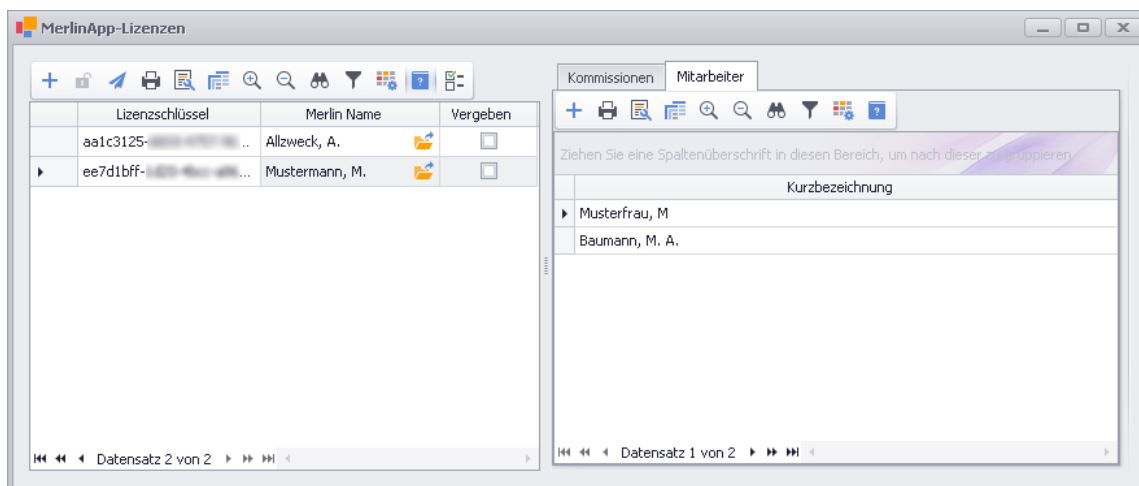 MerlinApp-Lizenzen
Lizenzschlüssel Merlin Name Vergeben
aa1c3125- ... Allzweck, A.
ee7d1bff- ... Mustermann, M.
Datensatz 2 von 2
Kommissionen Mitarbeiter
Ziehen Sie eine Spaltenüberschrift in diesen Bereich, um nach dieser zu gruppieren
Kurzbezeichnung
Musterfrau, M
Baumann, M. A.
Datensatz 1 von 2